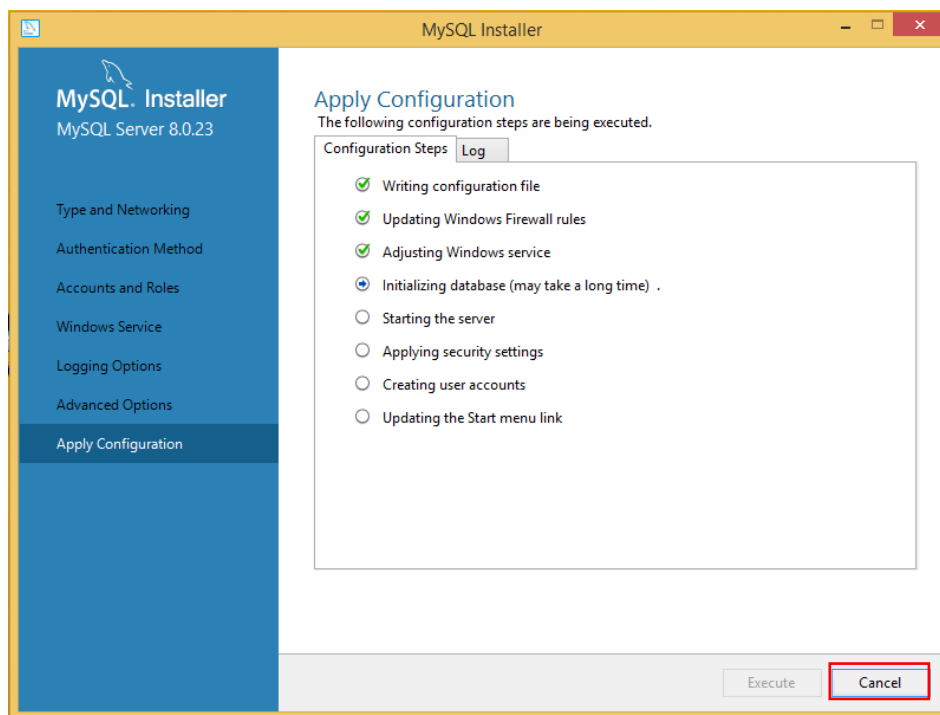 MySQL Installer
MySQL. Installer
MySQL Server 8.0.23
Type and Networking
Authentication Method
Accounts and Roles
Windows Service
Logging Options
Advanced Options
Apply Configuration
Apply Configuration
The following configuration steps are being executed.
Configuration Steps Log
Writing configuration file
Updating Windows Firewall rules
Adjusting Windows service
Initializing database (may take a long time) .
Starting the server
Applying security settings
Creating user accounts
Updating the Start menu link
Execute Cancel